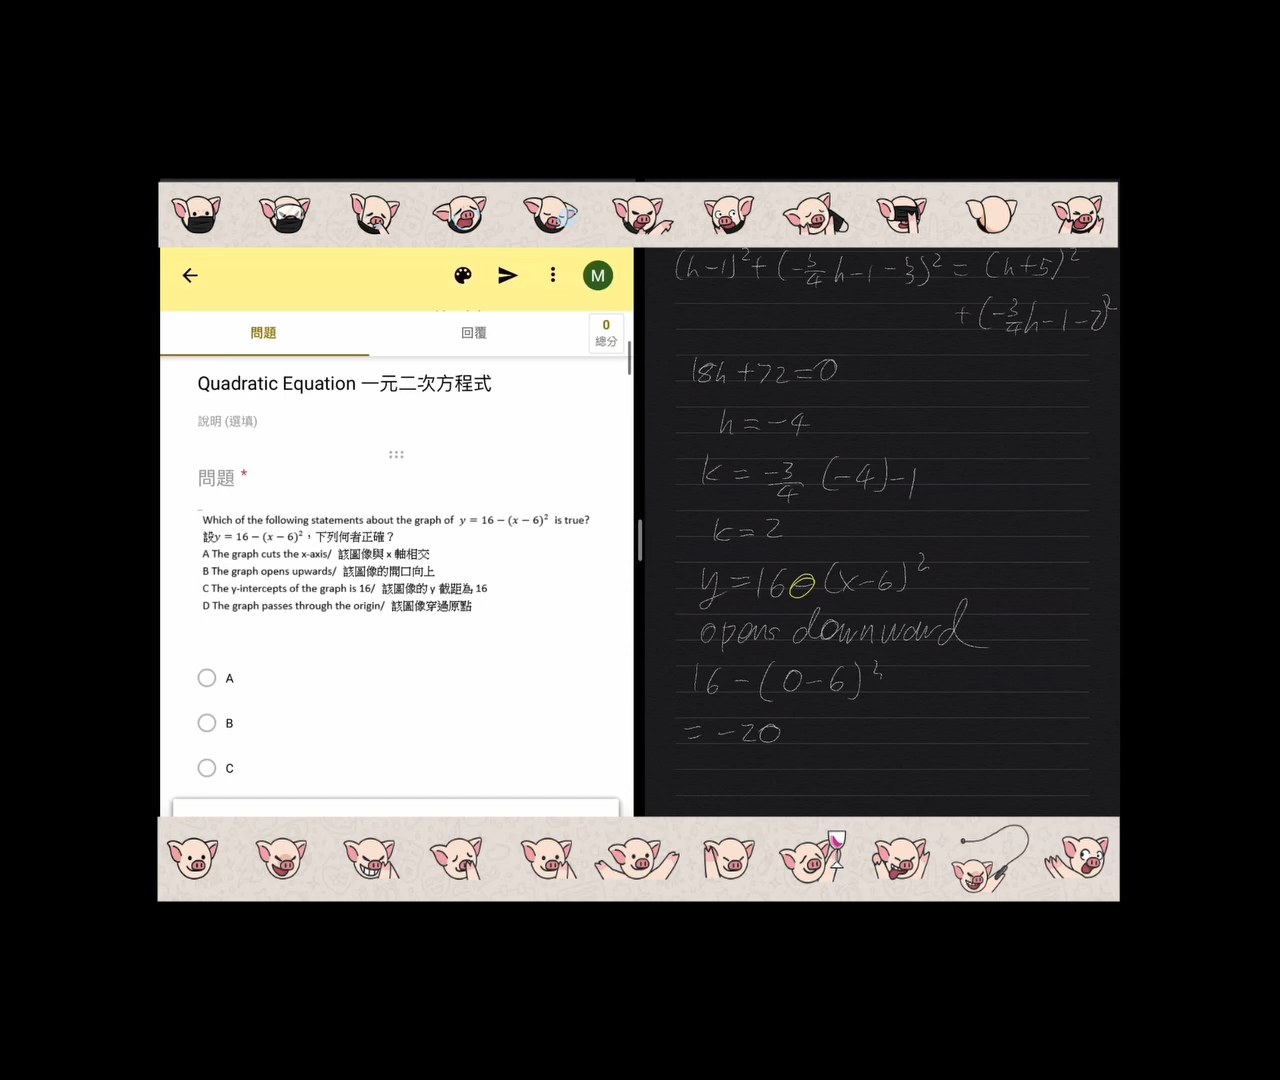 M
問題
回覆
0
總分
Quadratic Equation 一元二次方程式
說明 (選填)
問題 *
Which of the following statements about the graph of y = 16 − (x − 6)² is true?
設y = 16 − (x − 6)²，下列何者正確？
A The graph cuts the x-axis/ 該圖像與 x 軸相交
B The graph opens upwards/ 該圖像的開口向上
C The y-intercepts of the graph is 16/ 該圖像的 y 截距為 16
D The graph passes through the origin/ 該圖像穿過原點
A
B
C
(h-1)²+(-3/4 h-1-3)² = (h+5)²
+(-3/4 h-1-2)²
18h+72=0
h=-4
k = -3/4 (-4)-1
k=2
y=16-(x-6)²
opens downward
16-(0-6)²
= -20